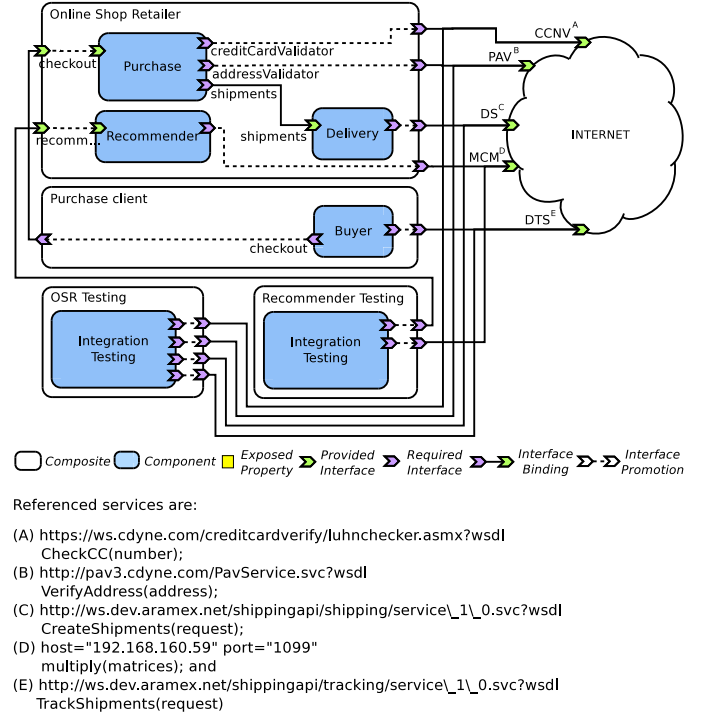 Online Shop Retailer
CCNV A
creditCardValidator
checkout
Purchase
PAV B
addressValidator
shipments
DS C
recomm...
Recommender
shipments
Delivery
INTERNET
MCM D
Purchase client
Buyer
DTS E
checkout
OSR Testing
Recommender Testing
Integration
Testing
Integration
Testing
Composite
Component
Exposed
Property
Provided
Interface
Required
Interface
Interface
Binding
Interface
Promotion
Referenced services are:
(A) https://ws.cdyne.com/creditcardverify/luhnchecker.asmx?wsdl
CheckCC(number);
(B) http://pav3.cdyne.com/PavService.svc?wsdl
VerifyAddress(address);
(C) http://ws.dev.aramex.net/shippingapi/shipping/service\_1\_0.svc?wsdl
CreateShipments(request);
(D) host="192.168.160.59" port="1099"
multiply(matrices); and
(E) http://ws.dev.aramex.net/shippingapi/tracking/service\_1\_0.svc?wsdl
TrackShipments(request)